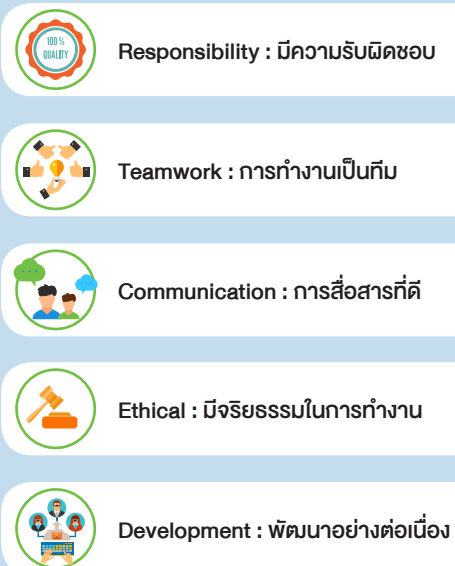 100 %
QUALITY
Responsibility : มีความรับผิดชอบ
Teamwork : การทำงานเป็นทีม
Communication : การสื่อสารที่ดี
Ethical : มีจริยธรรมในการทำงาน
Development : พัฒนาอย่างต่อเนื่อง